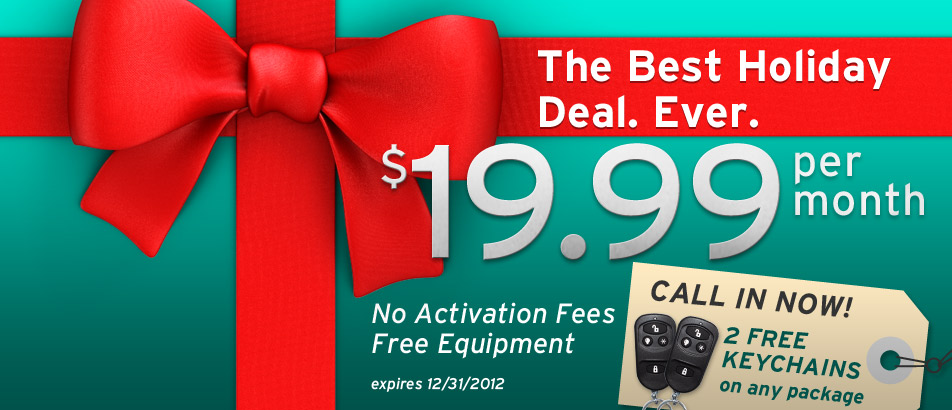 The Best Holiday
Deal. Ever.
$19.99 per
month
No Activation Fees
Free Equipment
expires 12/31/2012
CALL IN NOW!
2 FREE
KEYCHAINS
on any package